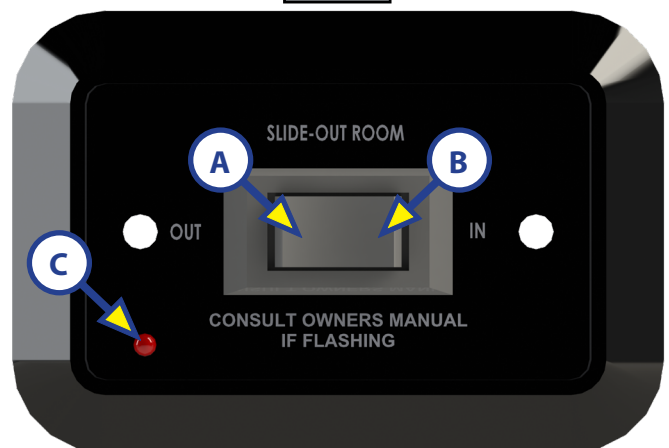 SLIDE-OUT ROOM
A
B
OUT
IN
C
CONSULT OWNERS MANUAL
IF FLASHING